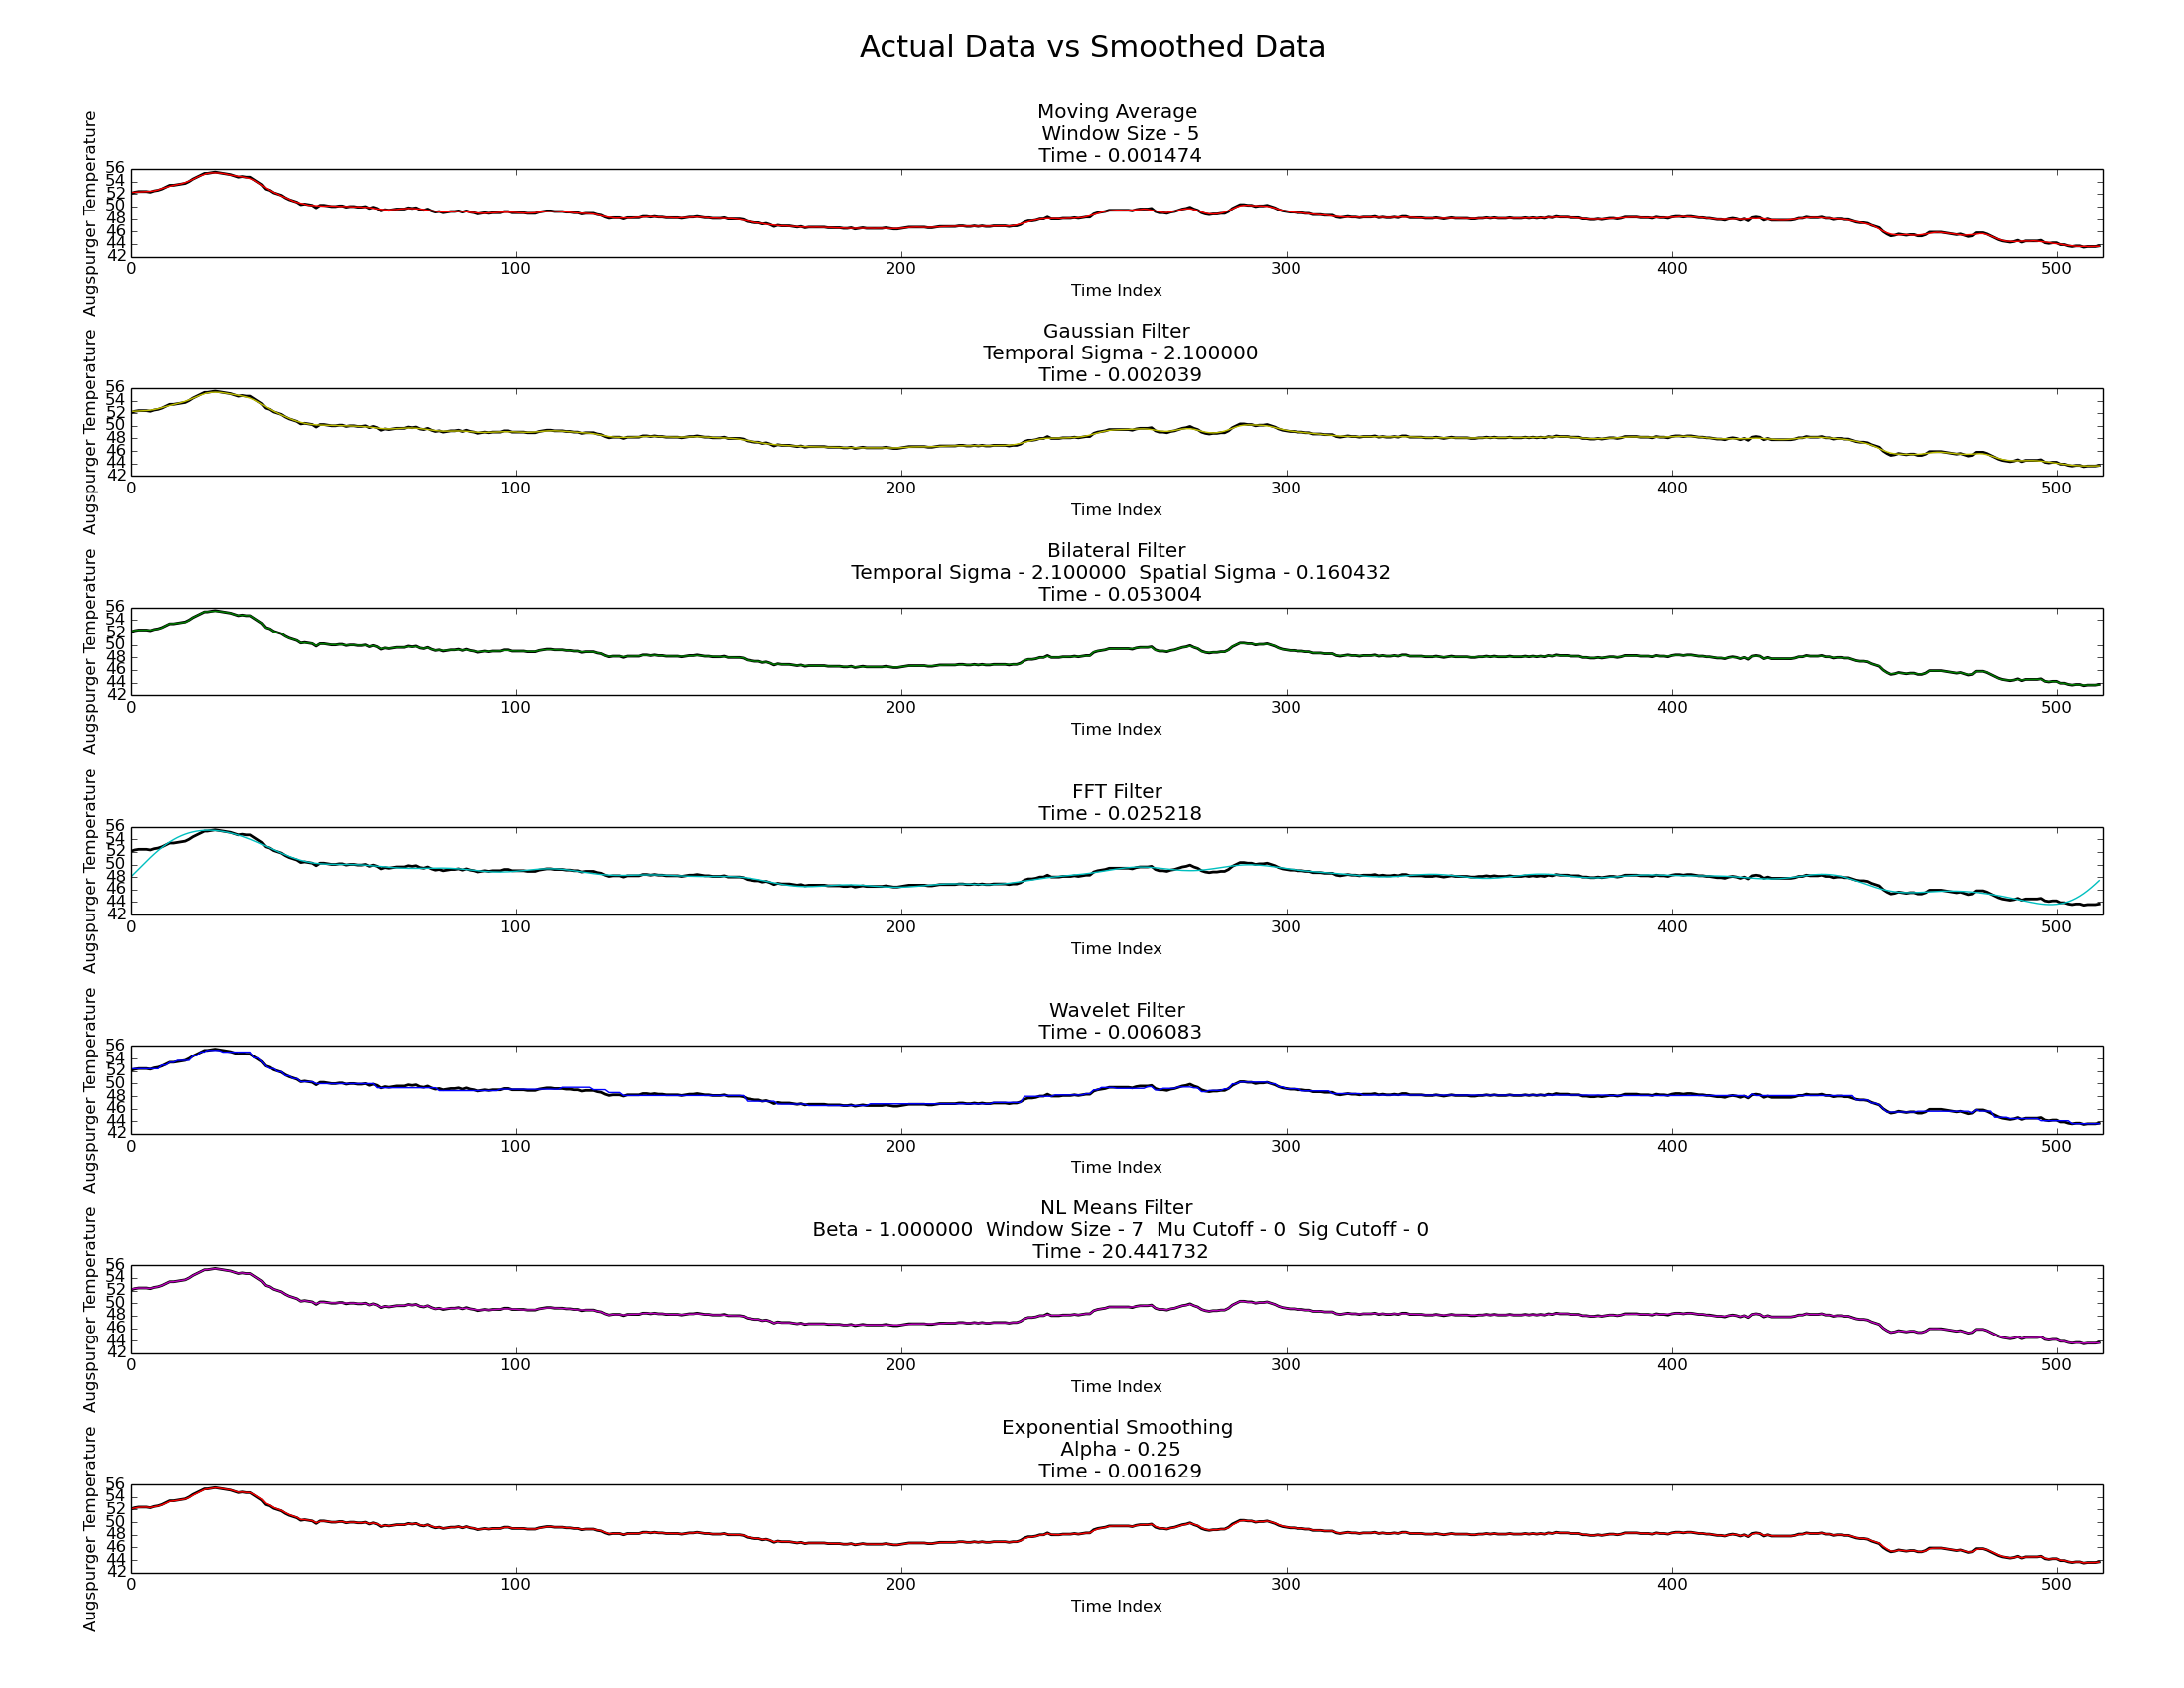 Actual Data vs Smoothed Data
Moving Average
Window Size - 5
Time - 0.001474
Augspurger Temperature
56
54
52
50
48
46
44
42
0 100 200 300 400 500
Time Index
Gaussian Filter
Temporal Sigma - 2.100000
Time - 0.002039
Augspurger Temperature
56
54
52
50
48
46
44
42
0 100 200 300 400 500
Time Index
Bilateral Filter
Temporal Sigma - 2.100000  Spatial Sigma - 0.160432
Time - 0.053004
Augspurger Temperature
56
54
52
50
48
46
44
42
0 100 200 300 400 500
Time Index
FFT Filter
Time - 0.025218
Augspurger Temperature
56
54
52
50
48
46
44
42
0 100 200 300 400 500
Time Index
Wavelet Filter
Time - 0.006083
Augspurger Temperature
56
54
52
50
48
46
44
42
0 100 200 300 400 500
Time Index
NL Means Filter
Beta - 1.000000  Window Size - 7  Mu Cutoff - 0  Sig Cutoff - 0
Time - 20.441732
Augspurger Temperature
56
54
52
50
48
46
44
42
0 100 200 300 400 500
Time Index
Exponential Smoothing
Alpha - 0.25
Time - 0.001629
Augspurger Temperature
56
54
52
50
48
46
44
42
0 100 200 300 400 500
Time Index